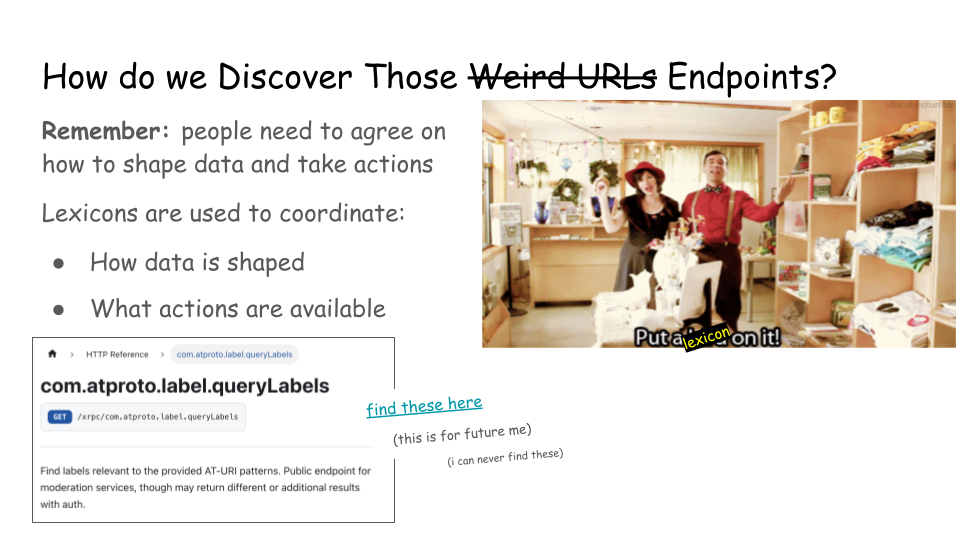 How do we Discover Those Weird URLs Endpoints?
Remember: people need to agree on
how to shape data and take actions
Lexicons are used to coordinate:
● How data is shaped
● What actions are available
Put a lexicon on it!
HTTP Reference > com.atproto.label.queryLabels
com.atproto.label.queryLabels
GET /xrpc/com.atproto.label.queryLabels
Find labels relevant to the provided AT-URI patterns. Public endpoint for
moderation services, though may return different or additional results
with auth.
find these here
(this is for future me)
(i can never find these)